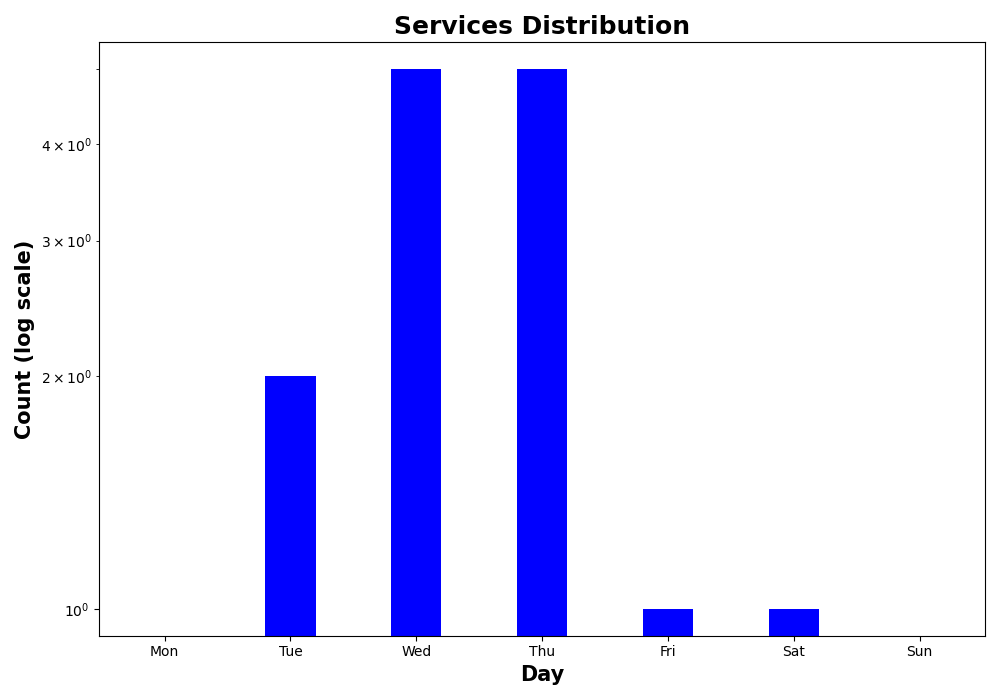 Services Distribution
4 × 10⁰
3 × 10⁰
2 × 10⁰
10⁰
Count (log scale)
Mon Tue Wed Thu Fri Sat Sun
Day